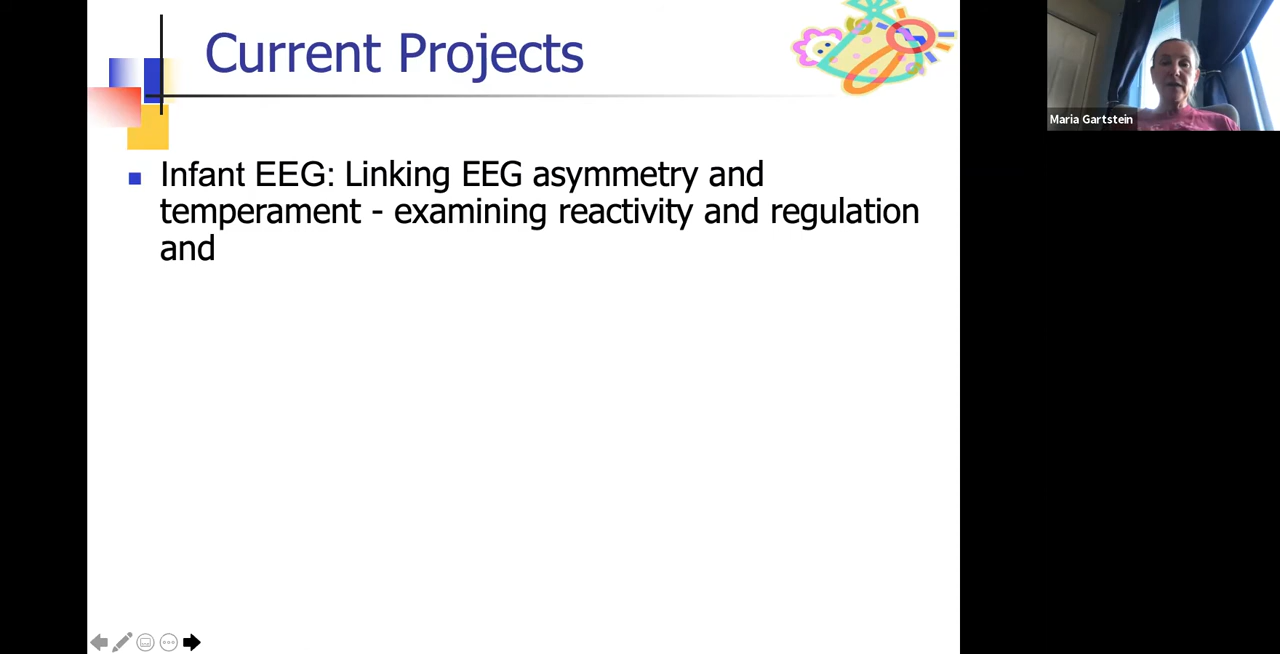 Current Projects
Maria Gartstein
Infant EEG: Linking EEG asymmetry and
temperament - examining reactivity and regulation
and